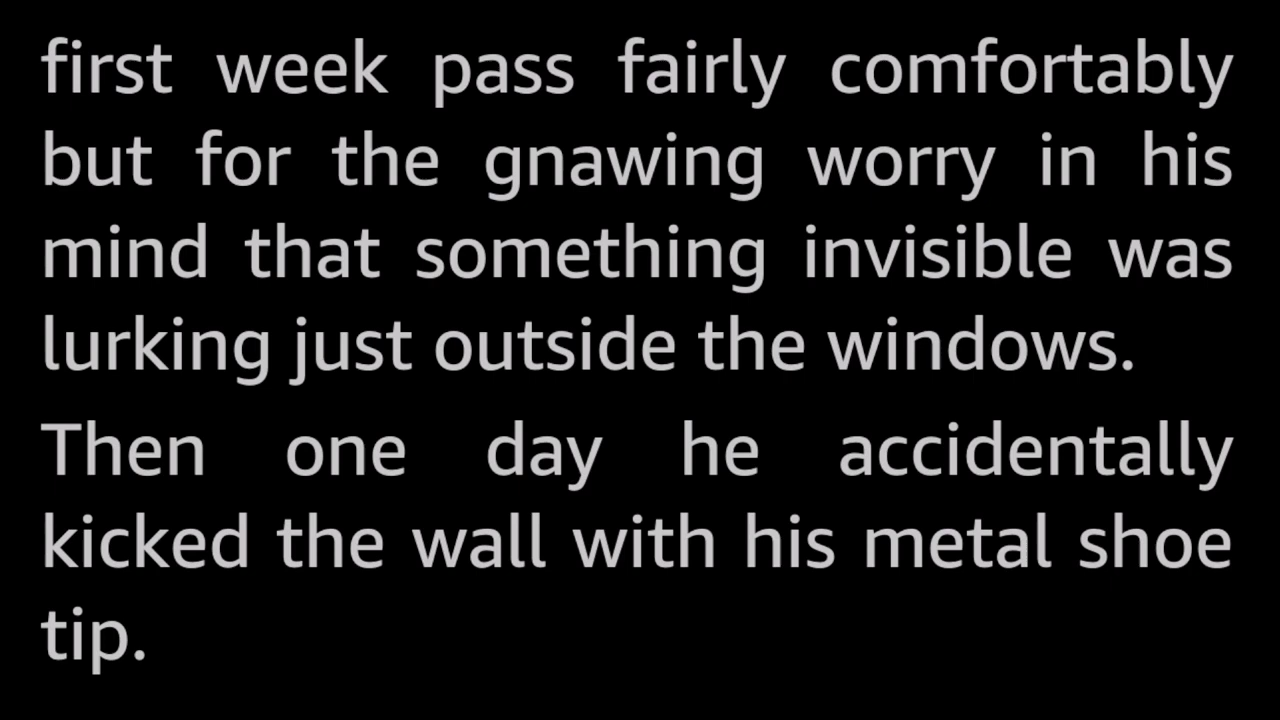 first week pass fairly comfortably
but for the gnawing worry in his
mind that something invisible was
lurking just outside the windows.
Then one day he accidentally
kicked the wall with his metal shoe
tip.